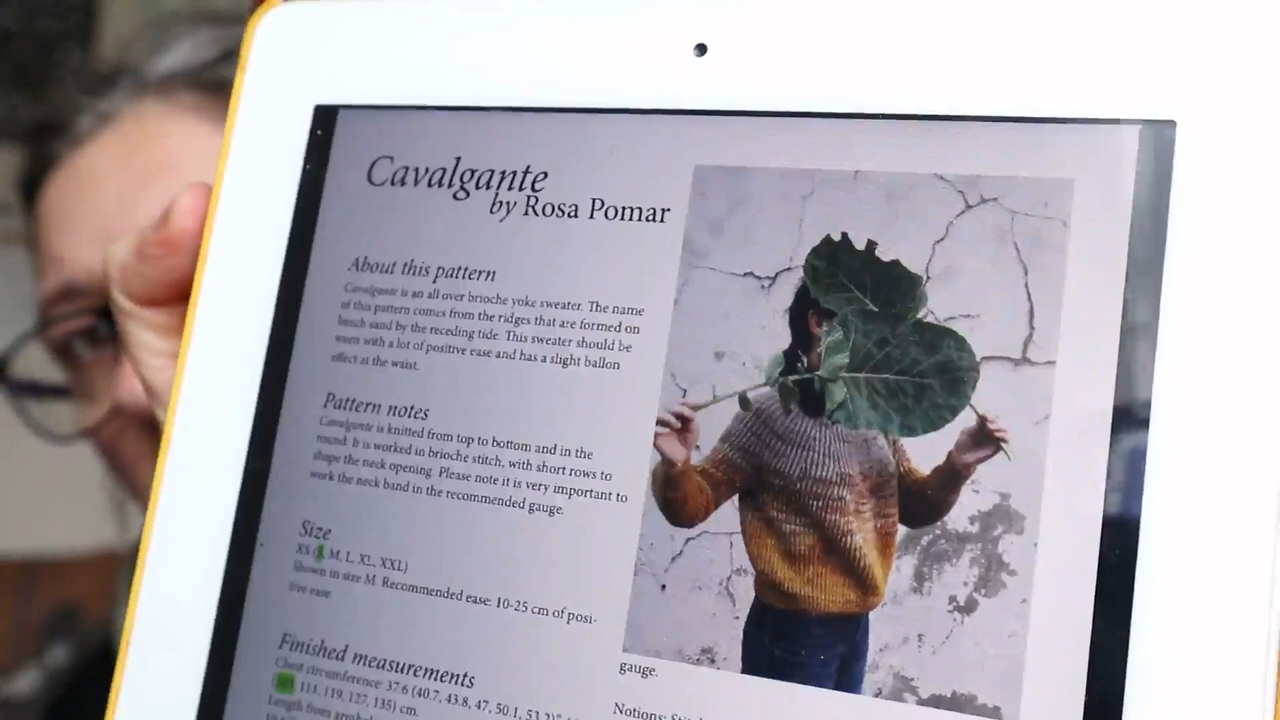 Cavalgante
by Rosa Pomar
About this pattern
Cavalgante is an all over brioche yoke sweater. The name
of this pattern comes from the ridges that are formed on
beach sand by the receding tide. This sweater should be
worn with a lot of positive ease and has a slight ballon
effect at the waist.
Pattern notes
Cavalgante is knitted from top to bottom and in the
round. It is worked in brioche stitch, with short rows to
shape the neck opening. Please note it is very important to
work the neck band in the recommended gauge.
Size
XS (S, M, L, XL, XXL)
Shown in size M. Recommended ease: 10-25 cm of posi-
tive ease.
Finished measurements
Chest circumference: 37.6 (40.7, 43.8, 47, 50.1, 53.2)"
111, 119, 127, 135) cm.
Length from
gauge.
Notions: